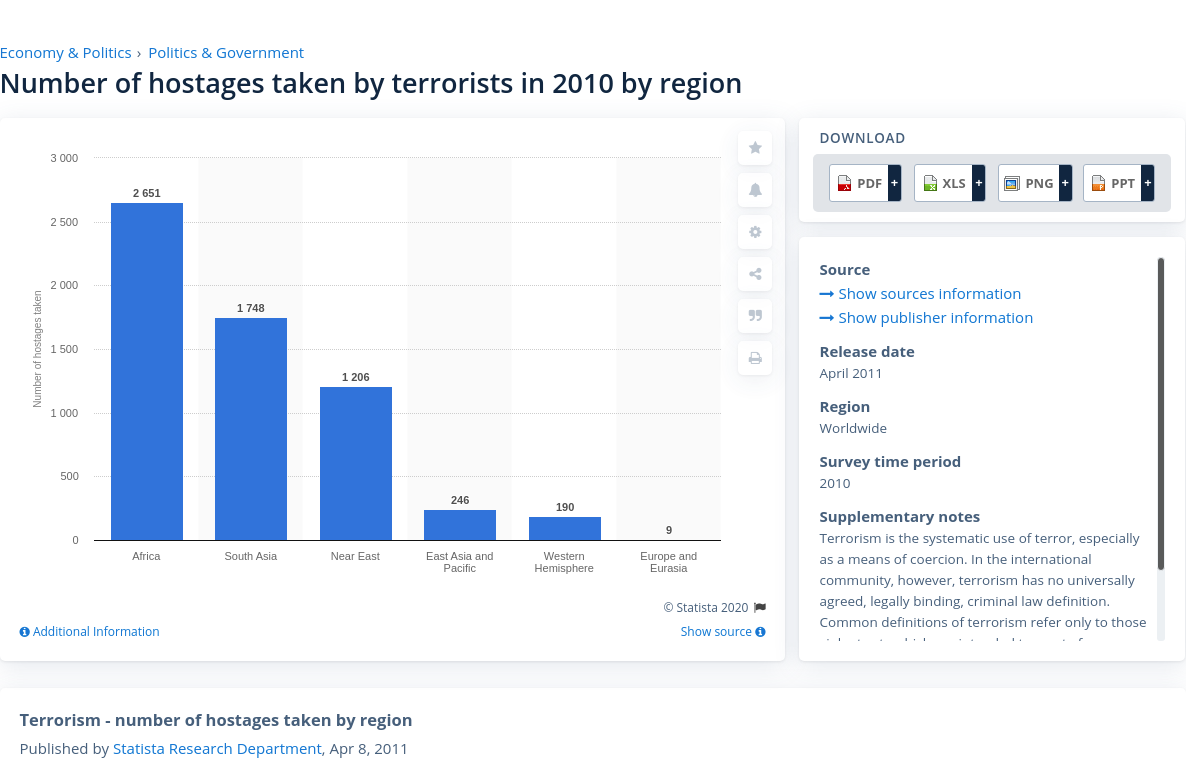 Economy & Politics › Politics & Government
Number of hostages taken by terrorists in 2010 by region
3 000
2 500
2 000
1 500
1 000
500
0
Number of hostages taken
2 651
1 748
1 206
246
190
9
Africa
South Asia
Near East
East Asia and
Pacific
Western
Hemisphere
Europe and
Eurasia
© Statista 2020
Additional Information
Show source
DOWNLOAD
PDF +
XLS +
PNG +
PPT +
Source
Show sources information
Show publisher information
Release date
April 2011
Region
Worldwide
Survey time period
2010
Supplementary notes
Terrorism is the systematic use of terror, especially
as a means of coercion. In the international
community, however, terrorism has no universally
agreed, legally binding, criminal law definition.
Common definitions of terrorism refer only to those
Terrorism - number of hostages taken by region
Published by Statista Research Department, Apr 8, 2011